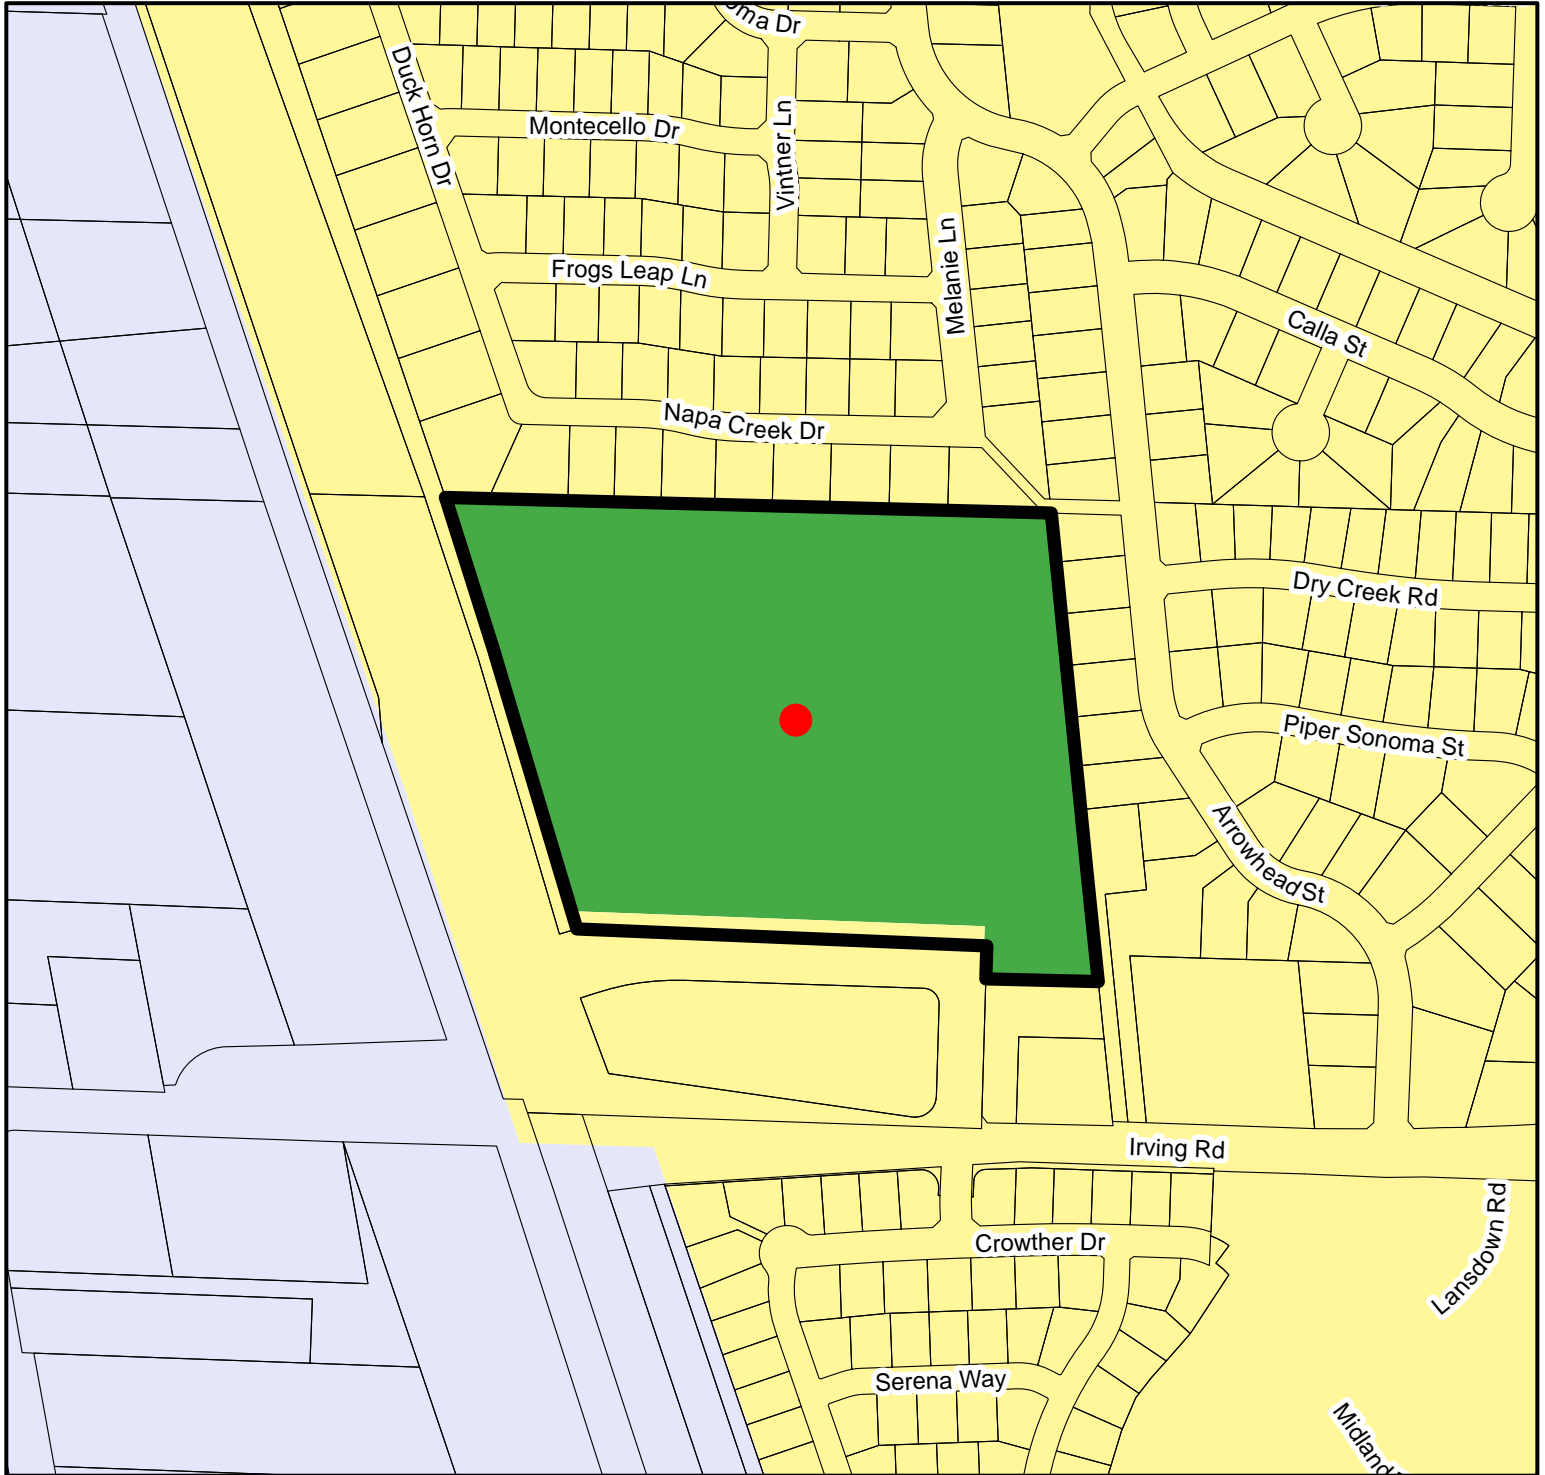 Duck Horn Dr
Montecello Dr
Vintner Ln
Frogs Leap Ln
Melanie Ln
Calla St
Napa Creek Dr
Dry Creek Rd
Piper Sonoma St
Arrowhead St
Irving Rd
Lansdown Rd
Crowther Dr
Serena Way